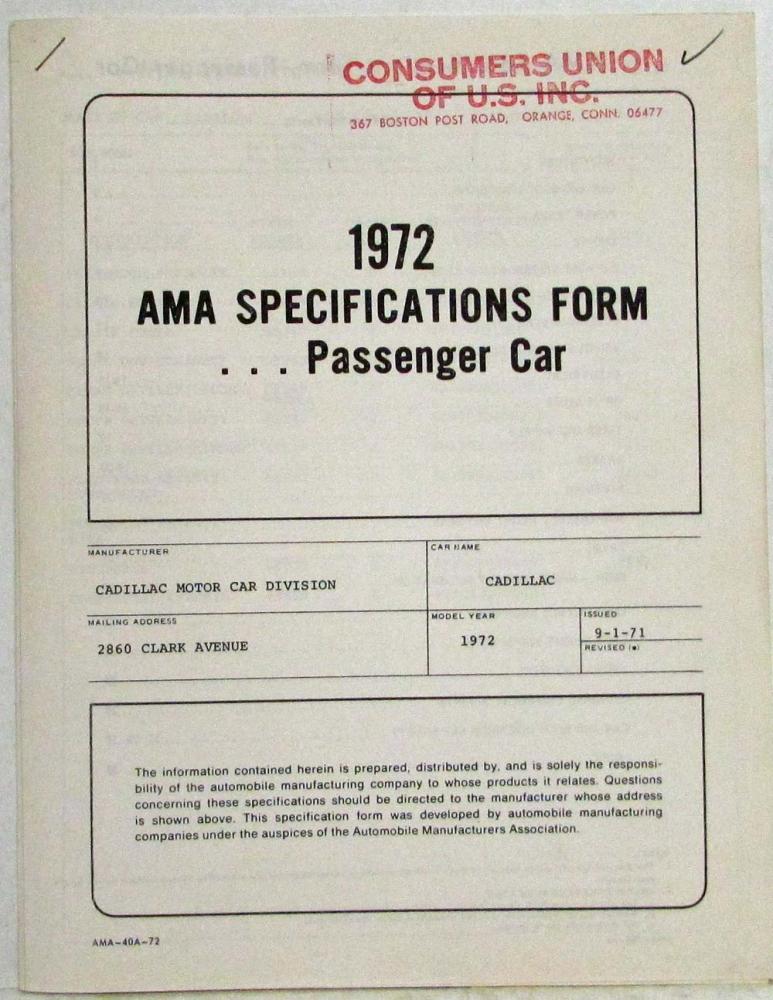 CONSUMERS UNION
OF U.S. INC.
367 BOSTON POST ROAD, ORANGE, CONN. 06477
1972
AMA SPECIFICATIONS FORM
. . . Passenger Car
MANUFACTURER
CADILLAC MOTOR CAR DIVISION
CAR NAME
CADILLAC
MAILING ADDRESS
2860 CLARK AVENUE
MODEL YEAR
1972
ISSUED
9-1-71
REVISED (•)
The information contained herein is prepared, distributed by, and is solely the responsi-
bility of the automobile manufacturing company to whose products it relates. Questions
concerning these specifications should be directed to the manufacturer whose address
is shown above. This specification form was developed by automobile manufacturing
companies under the auspices of the Automobile Manufacturers Association.
AMA-40A-72